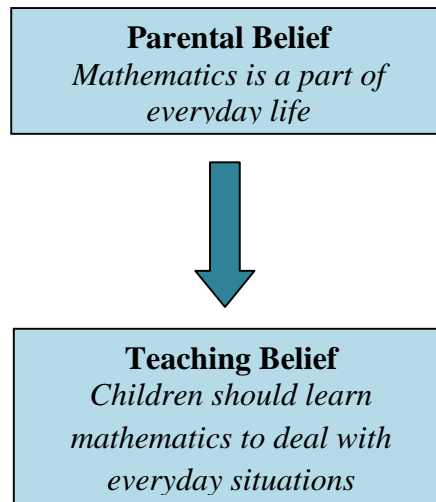 Parental Belief
Mathematics is a part of
everyday life
Teaching Belief
Children should learn
mathematics to deal with
everyday situations